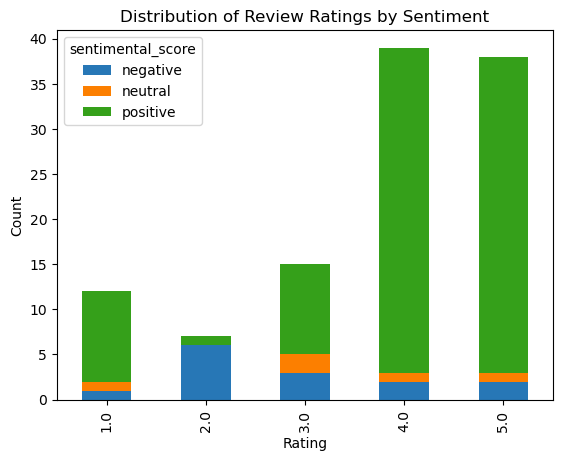 Distribution of Review Ratings by Sentiment
sentimental_score
negative
neutral
positive
Count
40
35
30
25
20
15
10
5
0
1.0
2.0
3.0
4.0
5.0
Rating